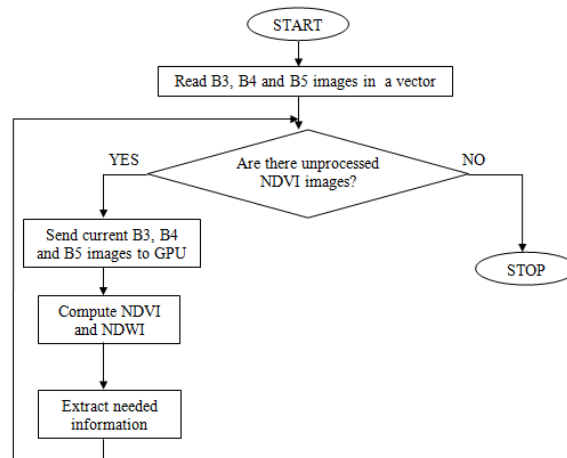 START
Read B3, B4 and B5 images in a vector
YES
Are there unprocessed
NDVI images?
NO
Send current B3, B4
and B5 images to GPU
STOP
Compute NDVI
and NDWI
Extract needed
information